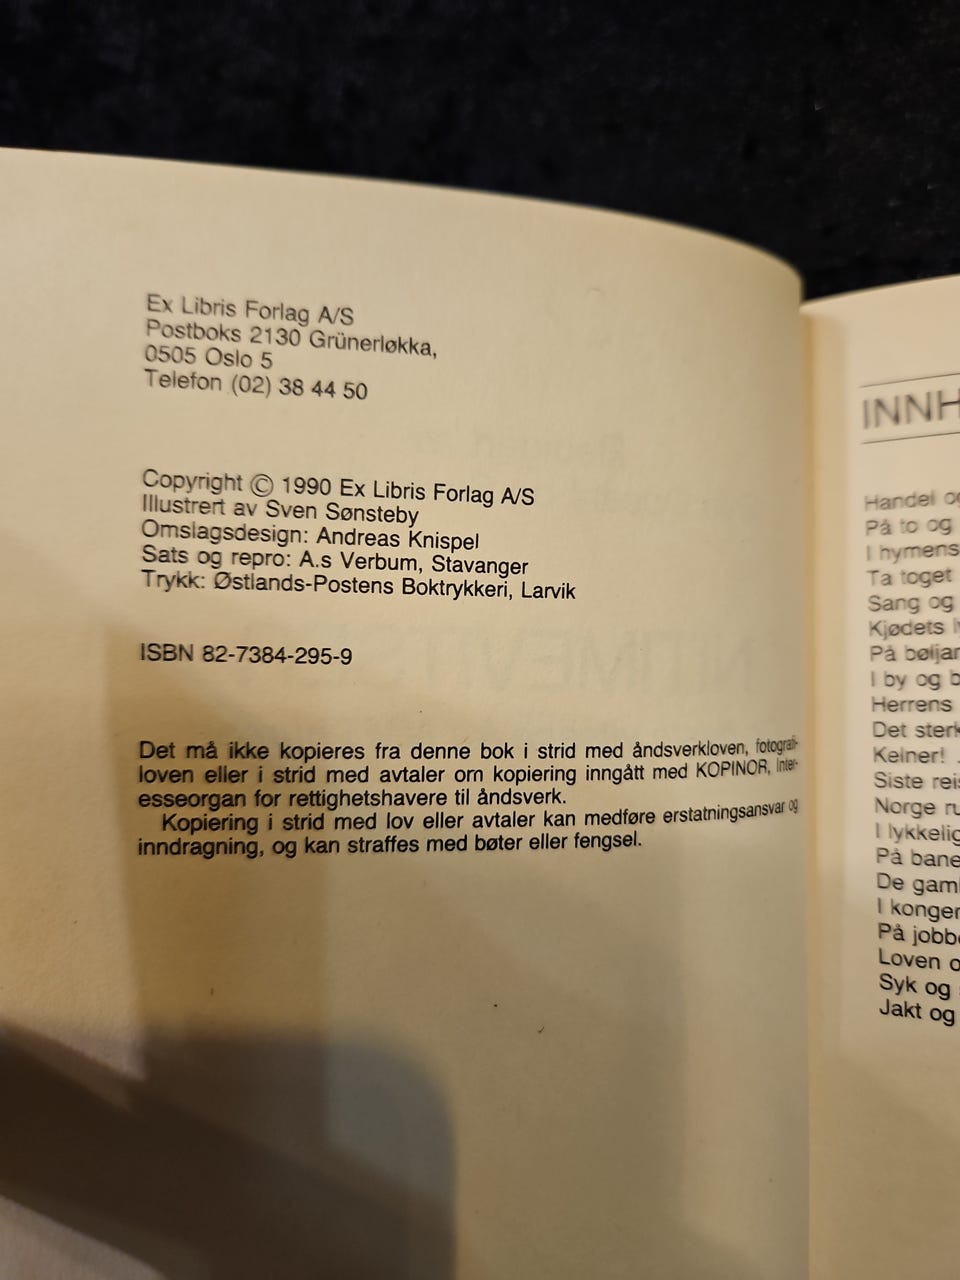 Ex Libris Forlag A/S
Postboks 2130 Grünerløkka,
0505 Oslo 5
Telefon (02) 38 44 50
Copyright © 1990 Ex Libris Forlag A/S
Illustrert av Sven Sønsteby
Omslagsdesign: Andreas Knispel
Sats og repro: A.s Verbum, Stavanger
Trykk: Østlands-Postens Boktrykkeri, Larvik
ISBN 82-7384-295-9
Det må ikke kopieres fra denne bok i strid med åndsverkloven, fotografi-
loven eller i strid med avtaler om kopiering inngått med KOPINOR, Inter-
esseorgan for rettighetshavere til åndsverk.
Kopiering i strid med lov eller avtaler kan medføre erstatningsansvar og
inndragning, og kan straffes med bøter eller fengsel.
INNH
Handel og
På to og
I hymens
Ta toget
Sang og
Kjødets
På bøljan
I by og b
Herrens
Det sterk
Kelner!
Siste reis
Norge ru
I lykkelig
På bane
De gaml
I konger
På jobbe
Loven o
Syk og
Jakt og